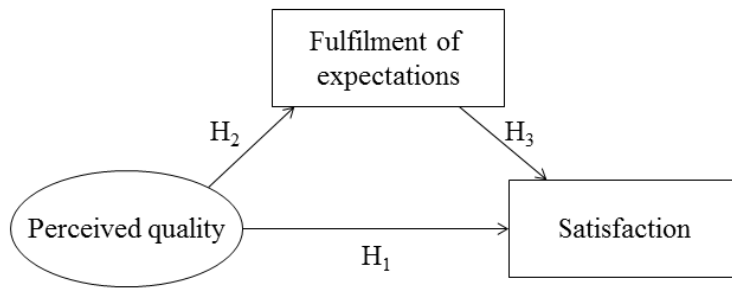 Fulfilment of
expectations
H₂
H₃
Perceived quality
Satisfaction
H₁